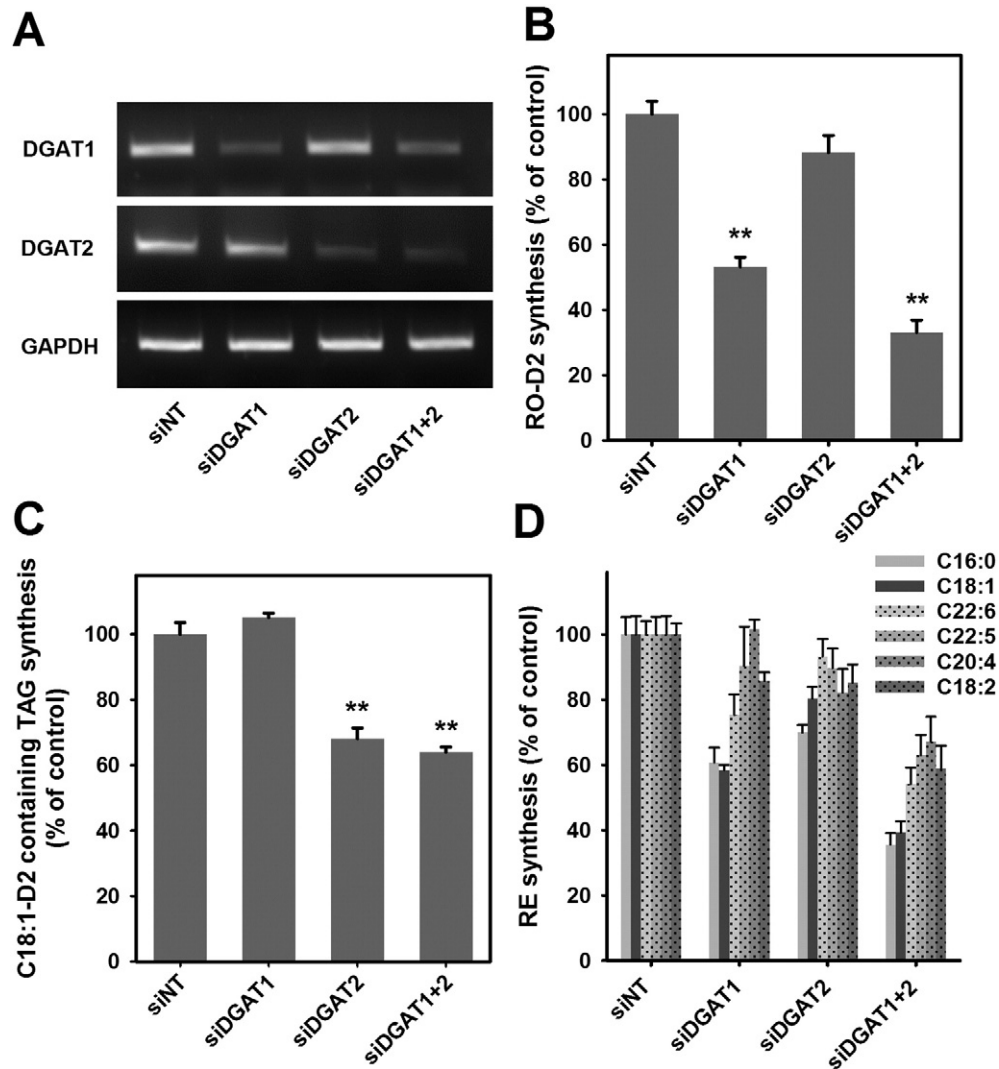 A
DGAT1
DGAT2
GAPDH
siNT
siDGAT1
siDGAT2
siDGAT1+2
B
RO-D2 synthesis (% of control)
100
80
60
40
20
0
**
**
siNT
siDGAT1
siDGAT2
siDGAT1+2
C
C18:1-D2 containing TAG synthesis
(% of control)
100
80
60
40
20
0
**
**
siNT
siDGAT1
siDGAT2
siDGAT1+2
D
RE synthesis (% of control)
100
80
60
40
20
0
C16:0
C18:1
C22:6
C22:5
C20:4
C18:2
siNT
siDGAT1
siDGAT2
siDGAT1+2